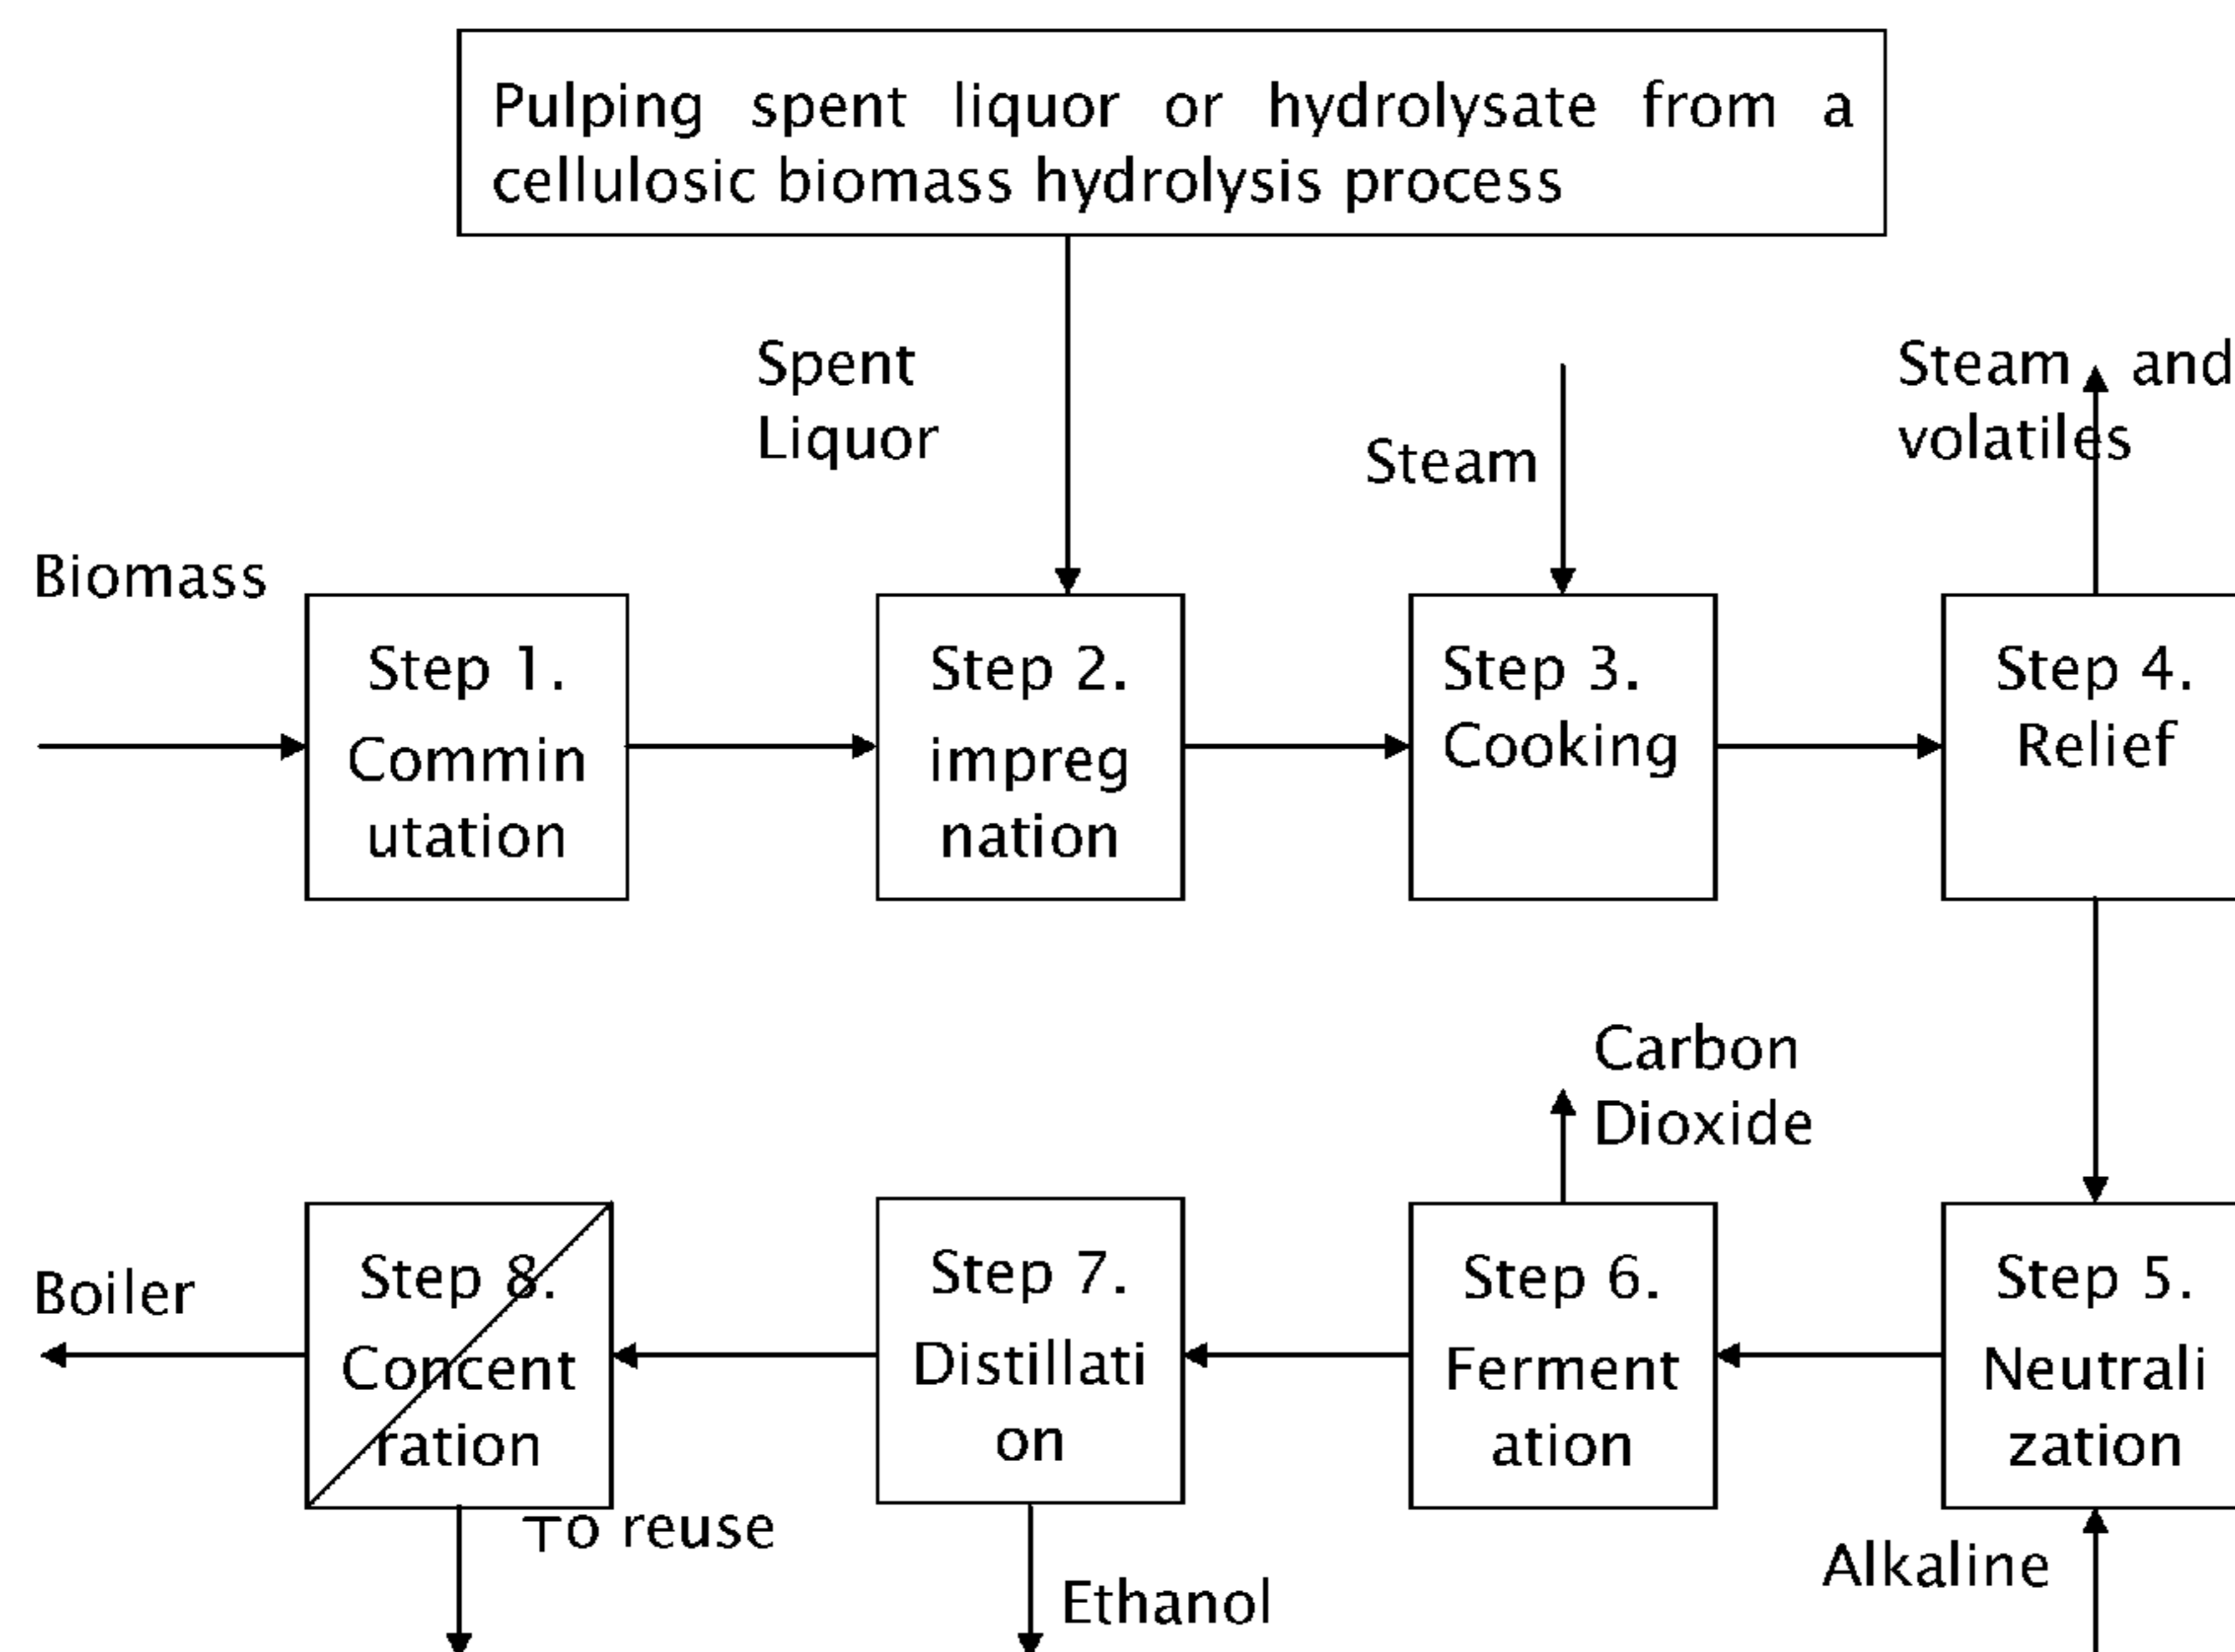 Pulping spent liquor or hydrolysate from a
cellulosic biomass hydrolysis process
Spent
Liquor
Steam
Steam and
volatiles
Biomass
Step 1.
Commin
utation
Step 2.
impreg
nation
Step 3.
Cooking
Step 4.
Relief
Carbon
Dioxide
Boiler
Step 8.
Concent
ration
Step 7.
Distillati
on
Step 6.
Ferment
ation
Step 5.
Neutrali
zation
To reuse
Ethanol
Alkaline